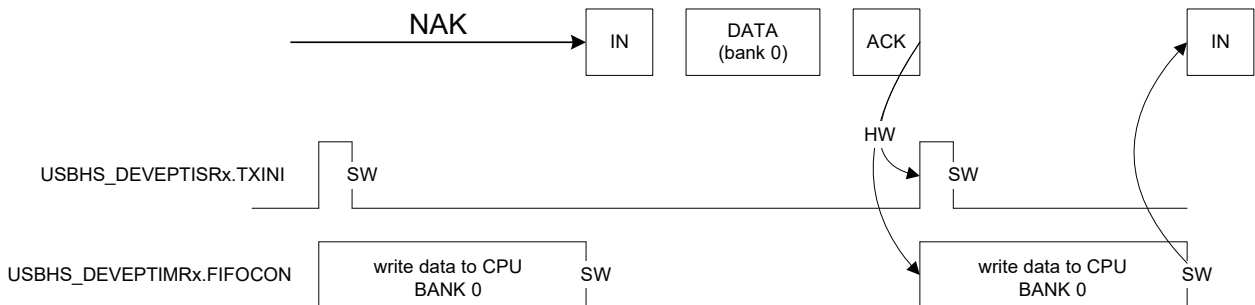 NAK
IN
DATA
(bank 0)
ACK
IN
HW
USBHS_DEVEPTISRx.TXINI
SW
SW
USBHS_DEVEPTIMRx.FIFOCON
write data to CPU
BANK 0
SW
write data to CPU
BANK 0
SW